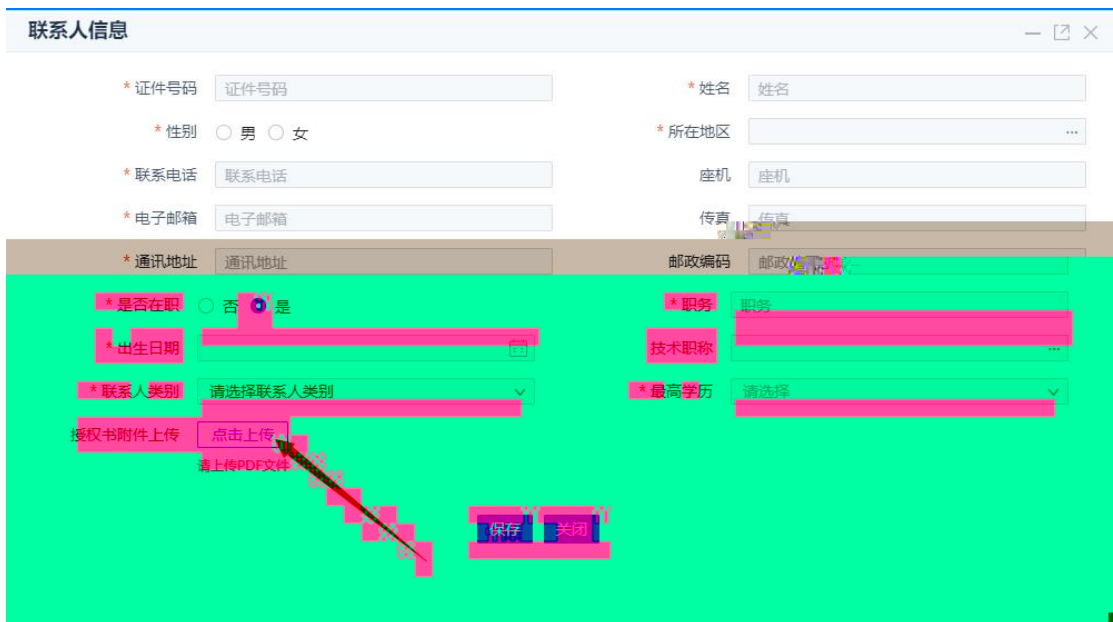 联系人信息
* 证件号码 证件号码 * 姓名 姓名
* 性别 男 女 * 所在地区 ...
* 联系电话 联系电话 座机 座机
* 电子邮箱 电子邮箱 传真 传真
* 通讯地址 通讯地址 邮政编码 邮政
* 是否在职 否 是 * 职务 职务
* 出生日期 技术职称 ...
* 联系人类别 请选择联系人类别 * 最高学历 请选择
授权书附件上传 点击上传
请上传PDF文件
保存 关闭